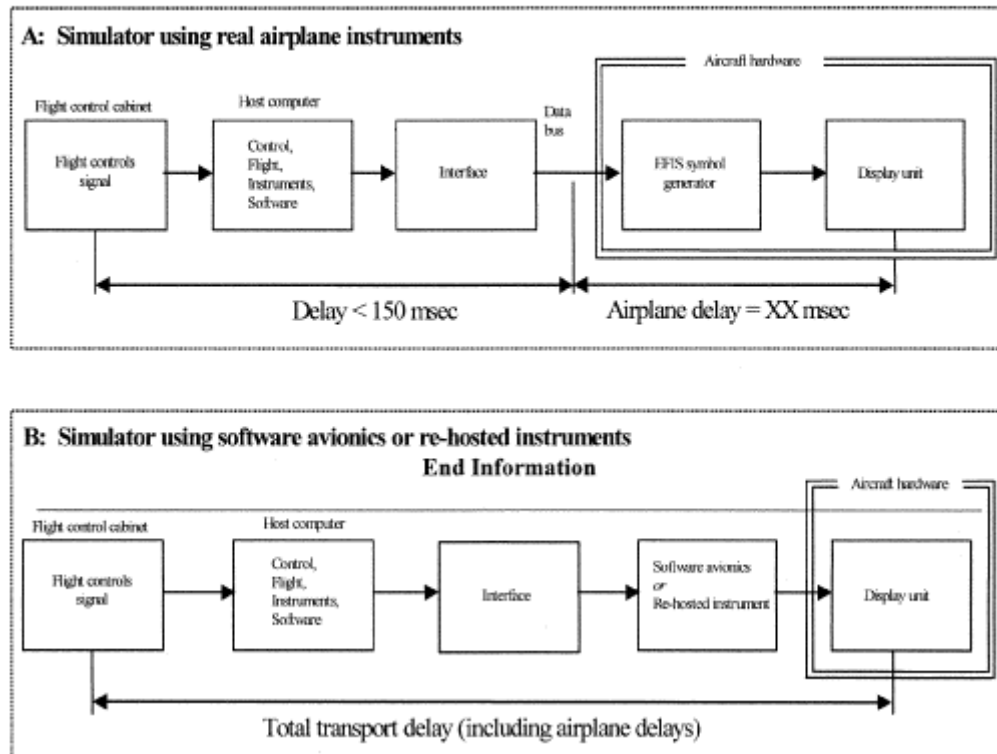 A: Simulator using real airplane instruments
Aircraft hardware
Flight control cabinet
Host computer
Data
bus
Flight controls
signal
Control,
Flight,
Instruments,
Software
Interface
EFIS symbol
generator
Display unit
Delay < 150 msec
Airplane delay = XX msec
B: Simulator using software avionics or re-hosted instruments
End Information
Aircraft hardware
Flight control cabinet
Host computer
Flight controls
signal
Control,
Flight,
Instruments,
Software
Interface
Software avionics
or
Re-hosted instrument
Display unit
Total transport delay (including airplane delays)